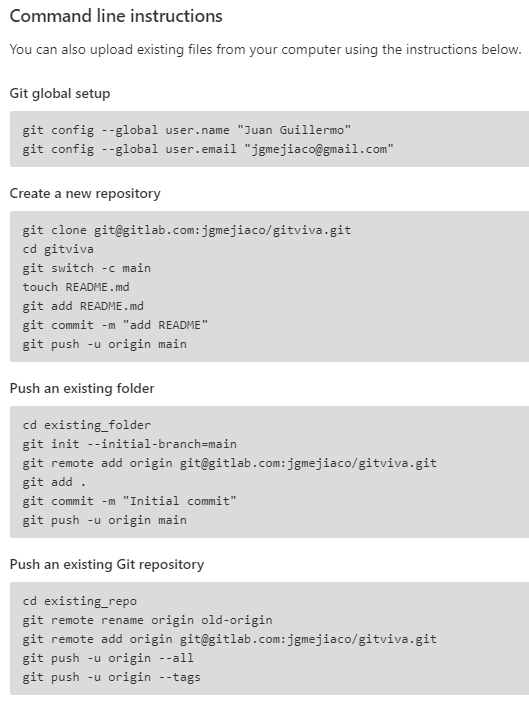 Command line instructions
You can also upload existing files from your computer using the instructions below.
Git global setup
git config --global user.name "Juan Guillermo"
git config --global user.email "jgmejiaco@gmail.com"
Create a new repository
git clone git@gitlab.com:jgmejiaco/gitviva.git
cd gitviva
git switch -c main
touch README.md
git add README.md
git commit -m "add README"
git push -u origin main
Push an existing folder
cd existing_folder
git init --initial-branch=main
git remote add origin git@gitlab.com:jgmejiaco/gitviva.git
git add .
git commit -m "Initial commit"
git push -u origin main
Push an existing Git repository
cd existing_repo
git remote rename origin old-origin
git remote add origin git@gitlab.com:jgmejiaco/gitviva.git
git push -u origin --all
git push -u origin --tags